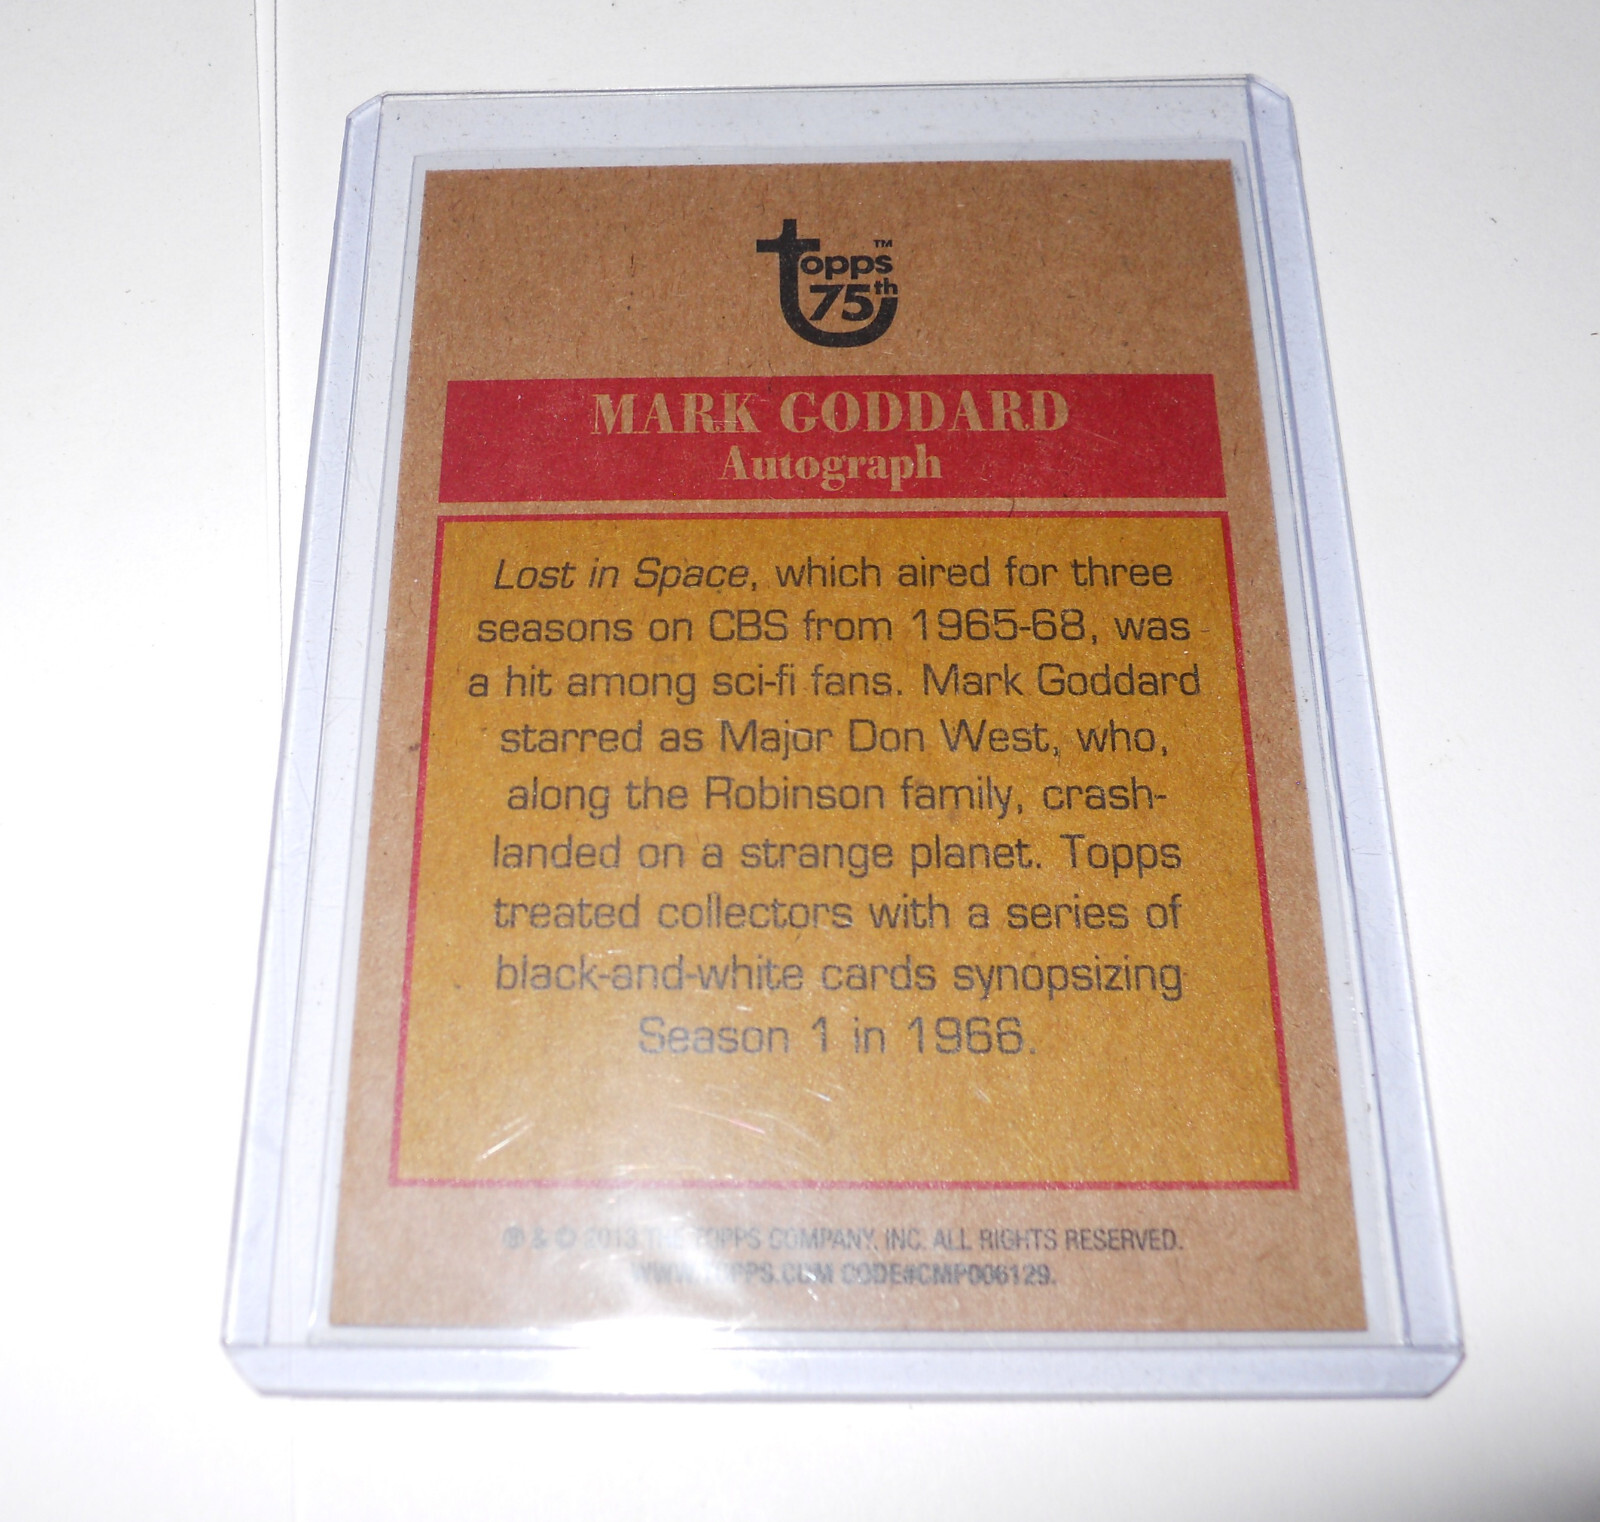 topps™
75th
MARK GODDARD
Autograph
Lost in Space, which aired for three
seasons on CBS from 1965-68, was
a hit among sci-fi fans. Mark Goddard
starred as Major Don West, who,
along the Robinson family, crash-
landed on a strange planet. Topps
treated collectors with a series of
black-and-white cards synopsizing
Season 1 in 1966.
® & © 2013 THE TOPPS COMPANY, INC. ALL RIGHTS RESERVED.
WWW.TOPPS.COM CODE#CMP006129.